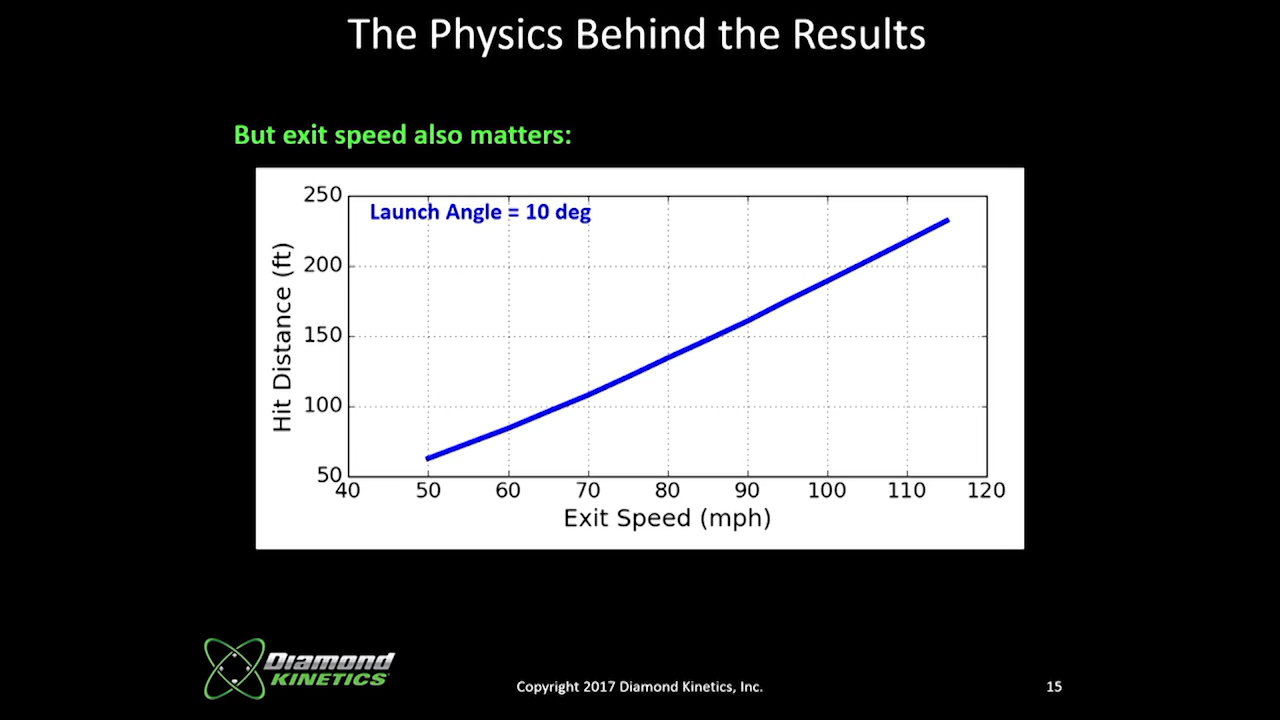 The Physics Behind the Results
But exit speed also matters:
Launch Angle = 10 deg
250
200
150
100
50
Hit Distance (ft)
40 50 60 70 80 90 100 110 120
Exit Speed (mph)
Diamond
KINETICS
Copyright 2017 Diamond Kinetics, Inc.
15